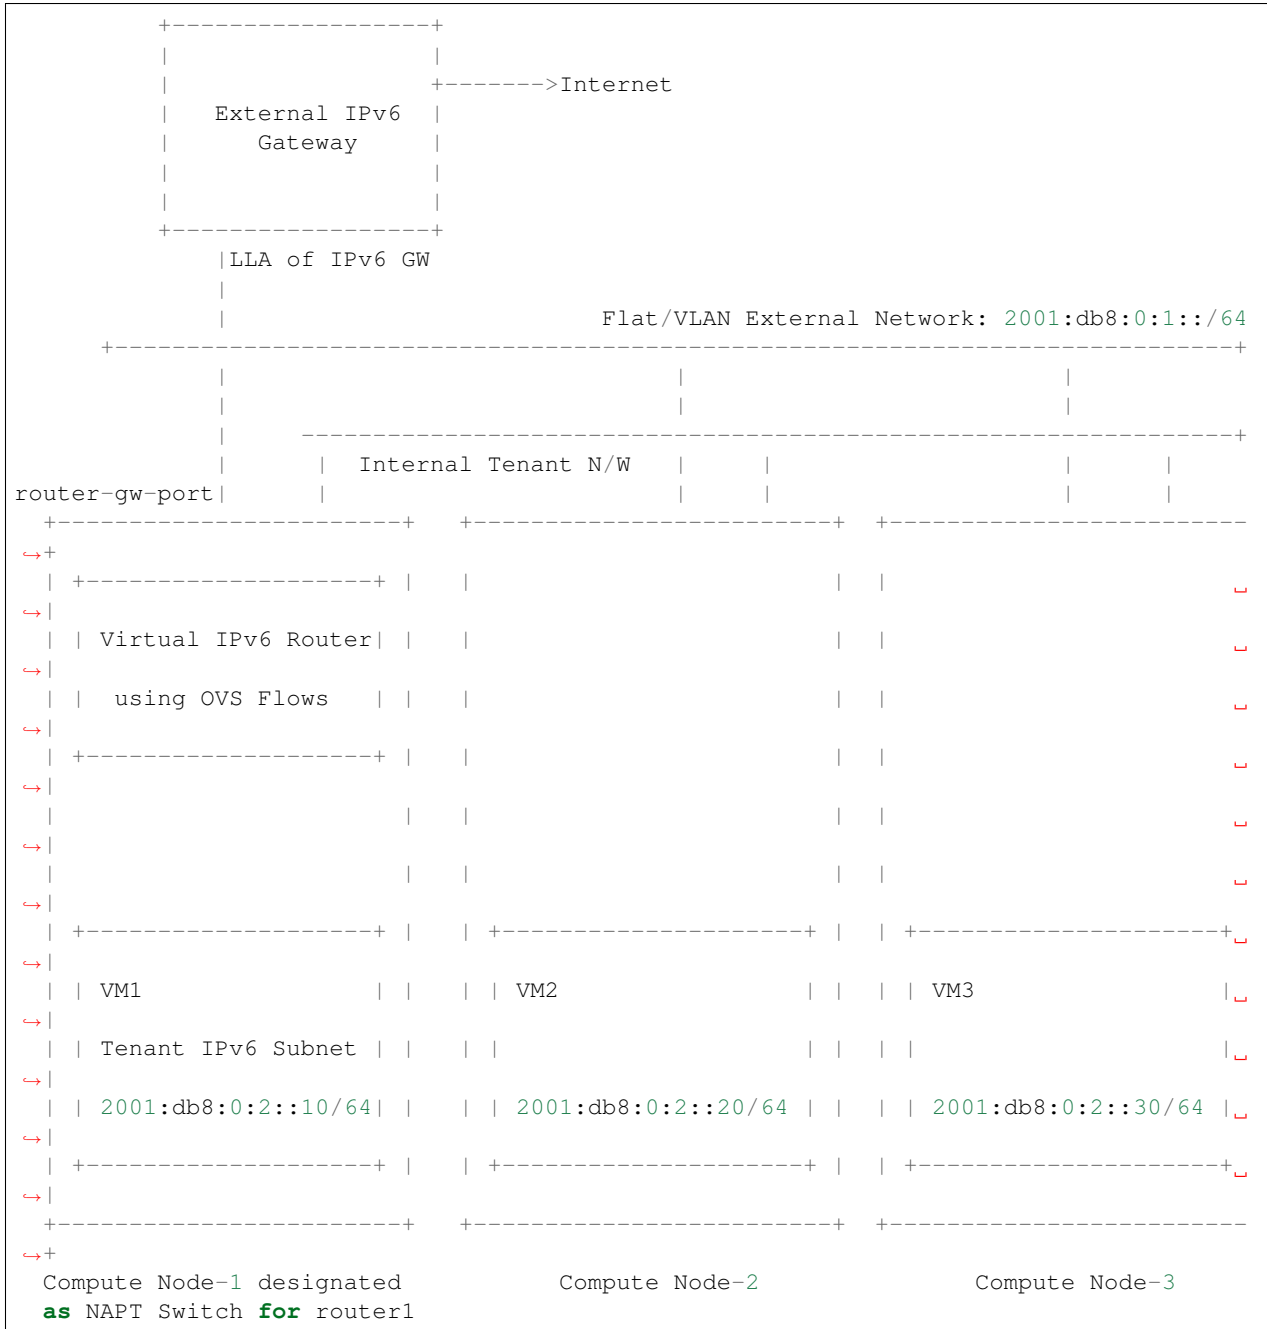 Internet
External IPv6
Gateway
LLA of IPv6 GW
Flat/VLAN External Network: 2001:db8:0:1::/64
Internal Tenant N/W
router-gw-port
Virtual IPv6 Router
using OVS Flows
VM1 VM2 VM3
Tenant IPv6 Subnet
2001:db8:0:2::10/64 2001:db8:0:2::20/64 2001:db8:0:2::30/64
Compute Node-1 designated Compute Node-2 Compute Node-3
as NAPT Switch for router1